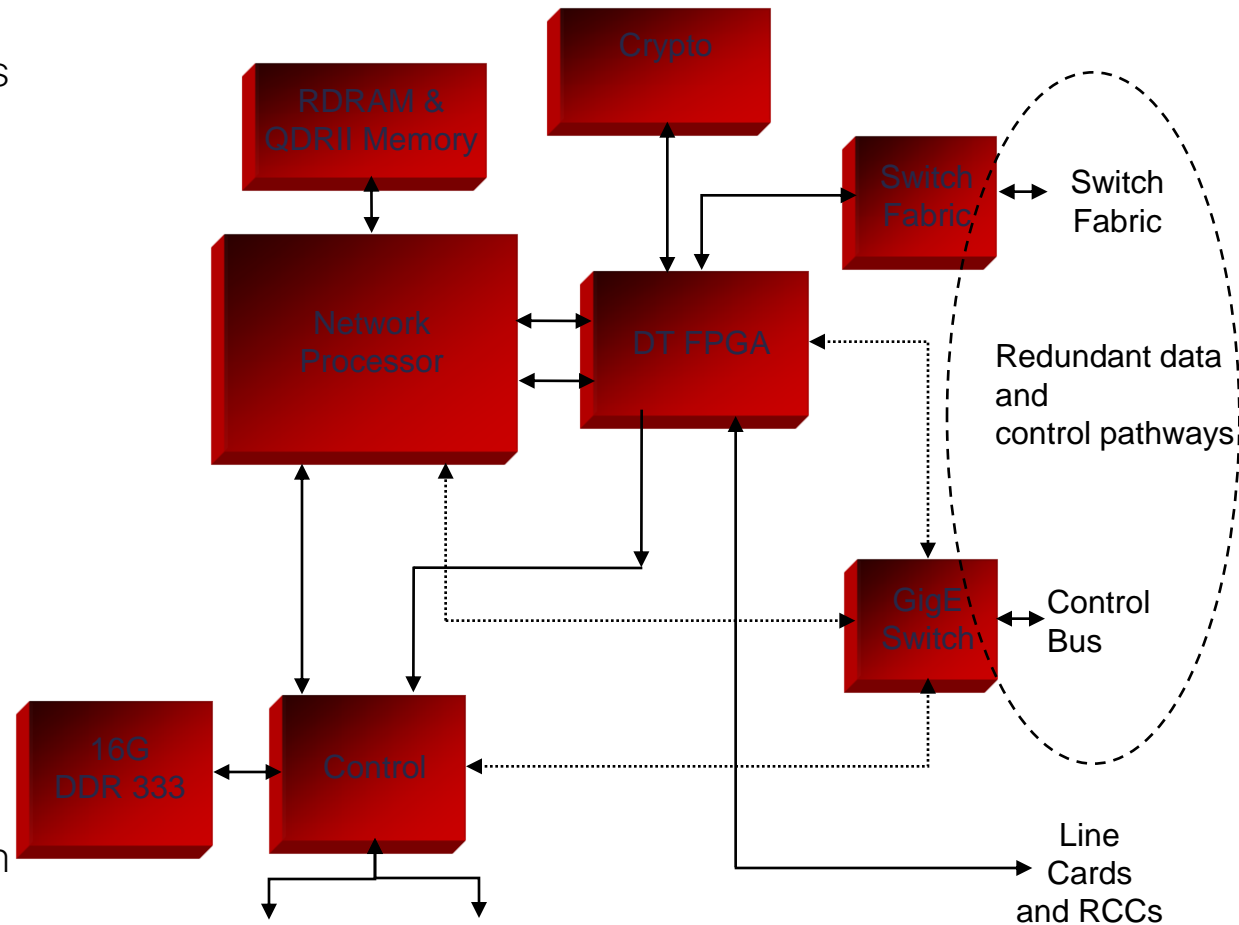 Crypto
RDRAM &
QDRII Memory
Switch
Fabric
Switch
Fabric
Network
Processor
DT FPGA
Redundant data
and
control pathways
GigE
Switch
Control
Bus
16G
DDR 333
Control
Line
Cards
and RCCs